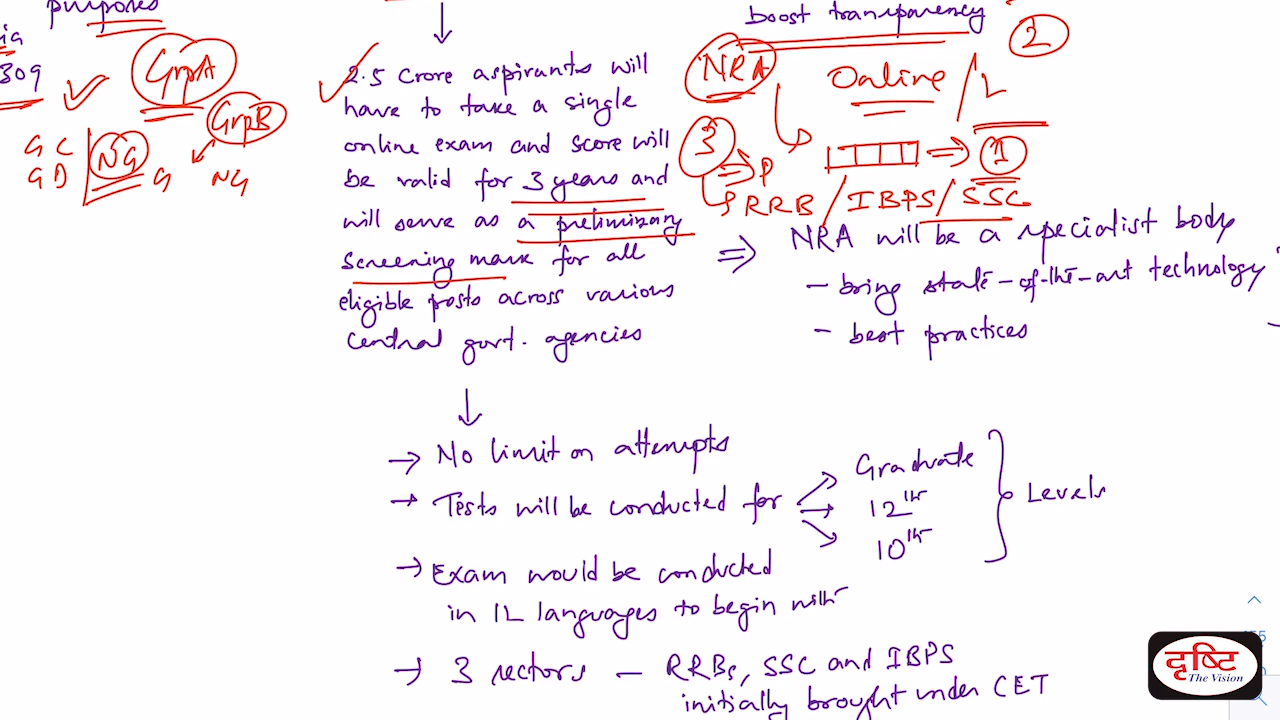 purposes
ia
309
GrpA
GrpB
G C
G D
NG
G
NG
2.5 Crore aspirants will
have to take a single
online exam and score will
be valid for 3 years and
will serve as a preliminary
screening mark for all
eligible posts across various
central govt. agencies
boost transparency
2
NRA
Online / L
3
P
1
RRB / IBPS / SSC
⇒ NRA will be a specialist body
- bring state-of-the-art technology
- best practices
→ No limit on attempts
→ Tests will be conducted for
Graduate
12th
10th
Levels
→ Exam would be conducted
in 12 languages to begin with
→ 3 sectors — RRBs, SSC and IBPS
initially brought under CET
दृष्टि
The Vision